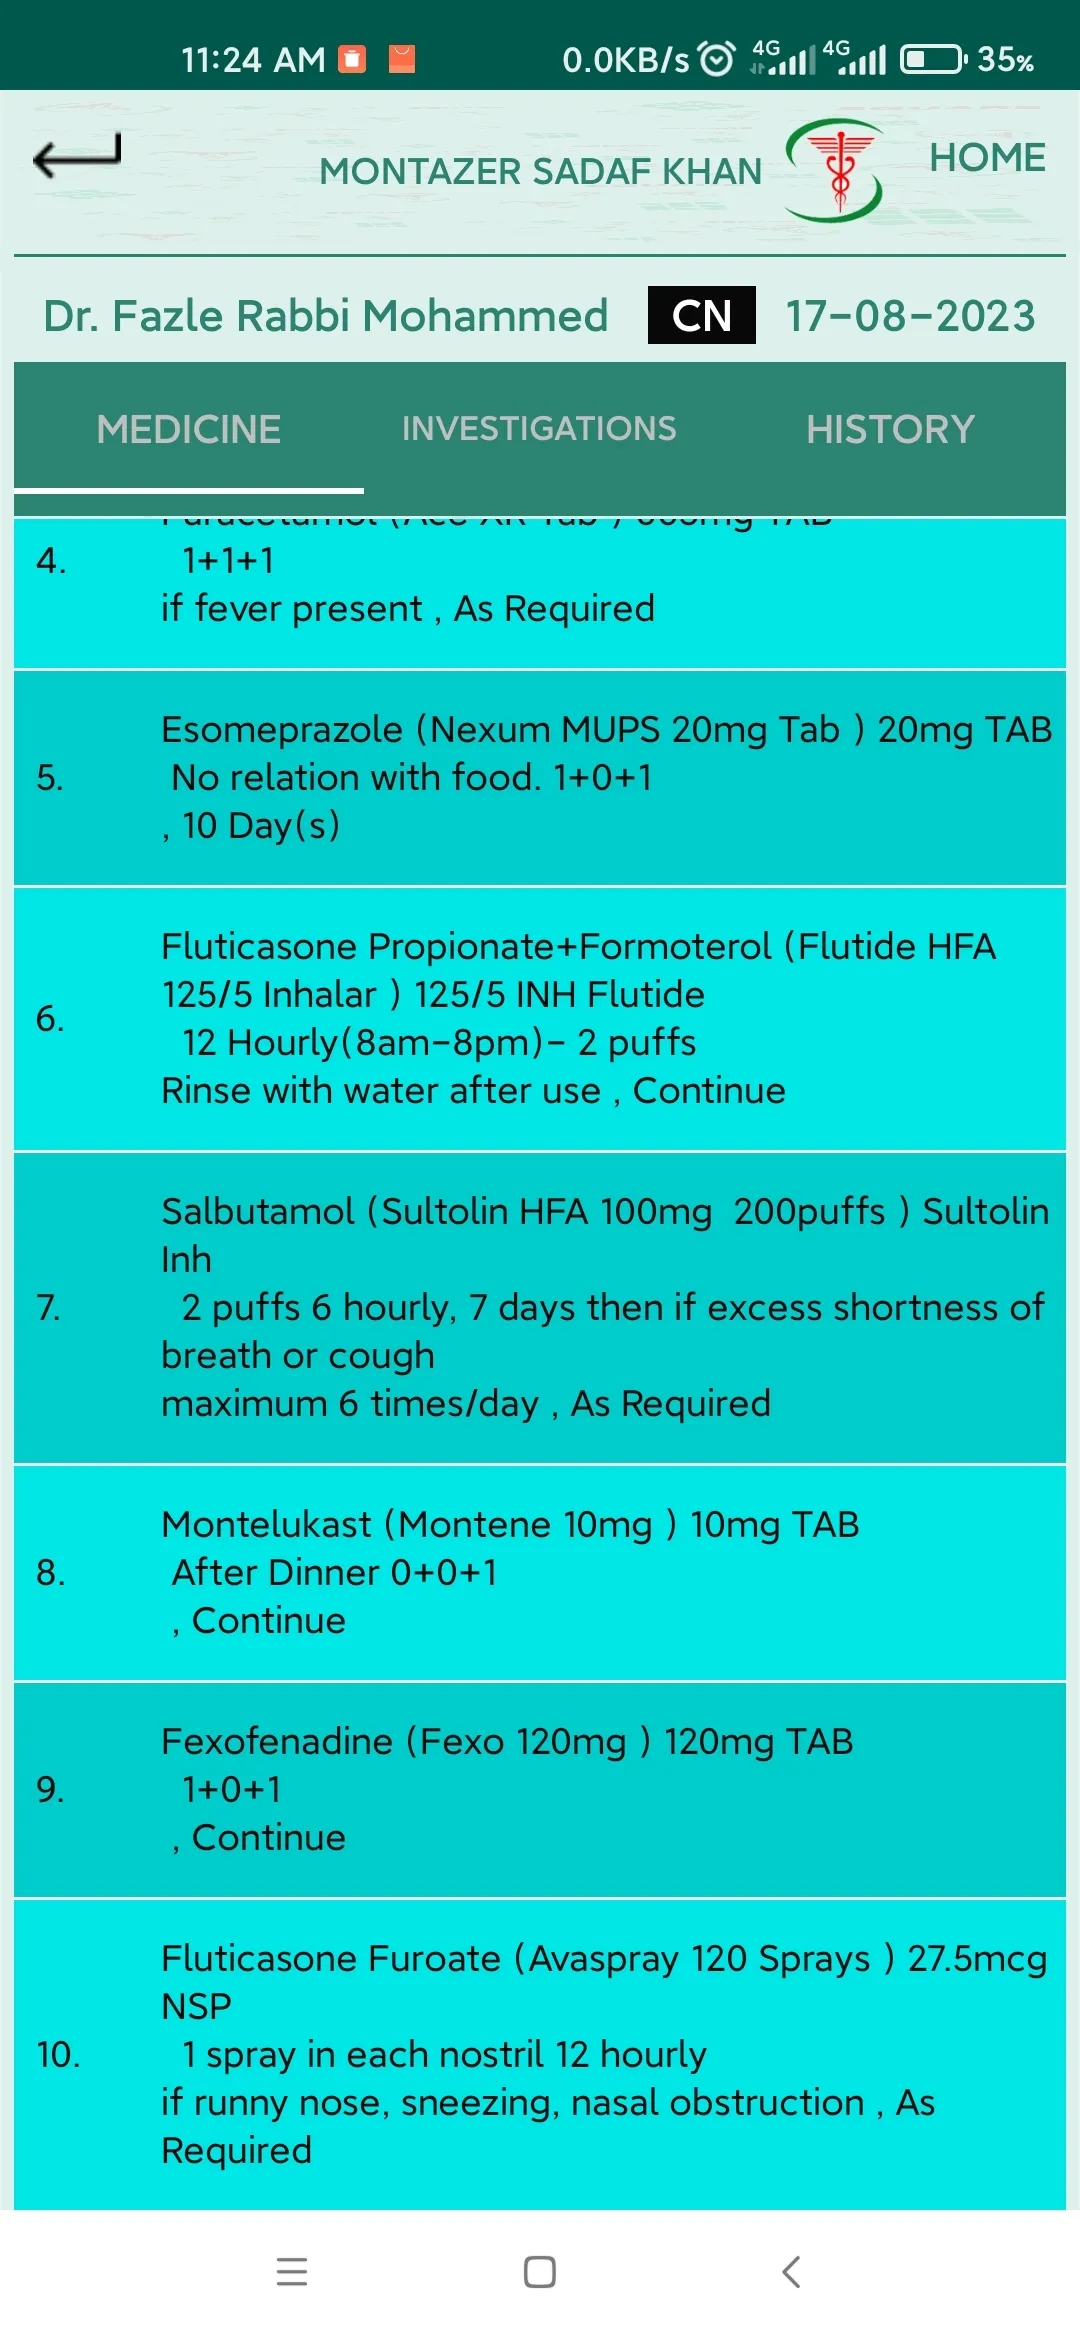 11:24 AM 0.0KB/s 4G 4G 35%
MONTAZER SADAF KHAN HOME
Dr. Fazle Rabbi Mohammed CN 17-08-2023
MEDICINE INVESTIGATIONS HISTORY
Paracetamol (Ace XR Tab ) TAB
4. 1+1+1
if fever present , As Required
Esomeprazole (Nexum MUPS 20mg Tab ) 20mg TAB
5. No relation with food. 1+0+1
, 10 Day(s)
Fluticasone Propionate+Formoterol (Flutide HFA
125/5 Inhalar ) 125/5 INH Flutide
6. 12 Hourly(8am-8pm)- 2 puffs
Rinse with water after use , Continue
Salbutamol (Sultolin HFA 100mg  200puffs ) Sultolin
Inh
7. 2 puffs 6 hourly, 7 days then if excess shortness of
breath or cough
maximum 6 times/day , As Required
Montelukast (Montene 10mg ) 10mg TAB
8. After Dinner 0+0+1
, Continue
Fexofenadine (Fexo 120mg ) 120mg TAB
9. 1+0+1
, Continue
Fluticasone Furoate (Avaspray 120 Sprays ) 27.5mcg
NSP
10. 1 spray in each nostril 12 hourly
if runny nose, sneezing, nasal obstruction , As
Required